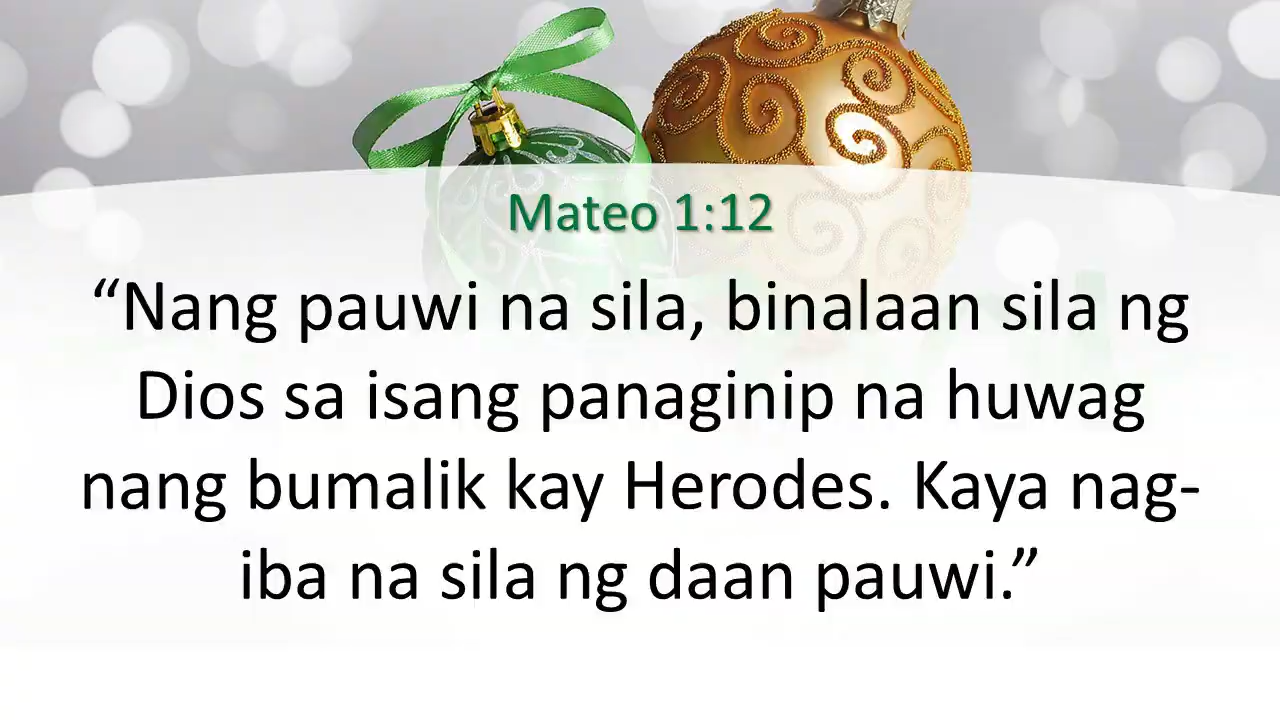 Mateo 1:12
“Nang pauwi na sila, binalaan sila ng
Dios sa isang panaginip na huwag
nang bumalik kay Herodes. Kaya nag-
iba na sila ng daan pauwi.”